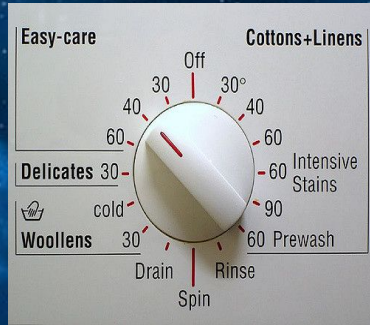 Easy-care
Cottons+Linens
Off
30
30°
40
40
60
60
Delicates 30
60 Intensive
Stains
cold
90
Woollens
30
60 Prewash
Drain
Rinse
Spin